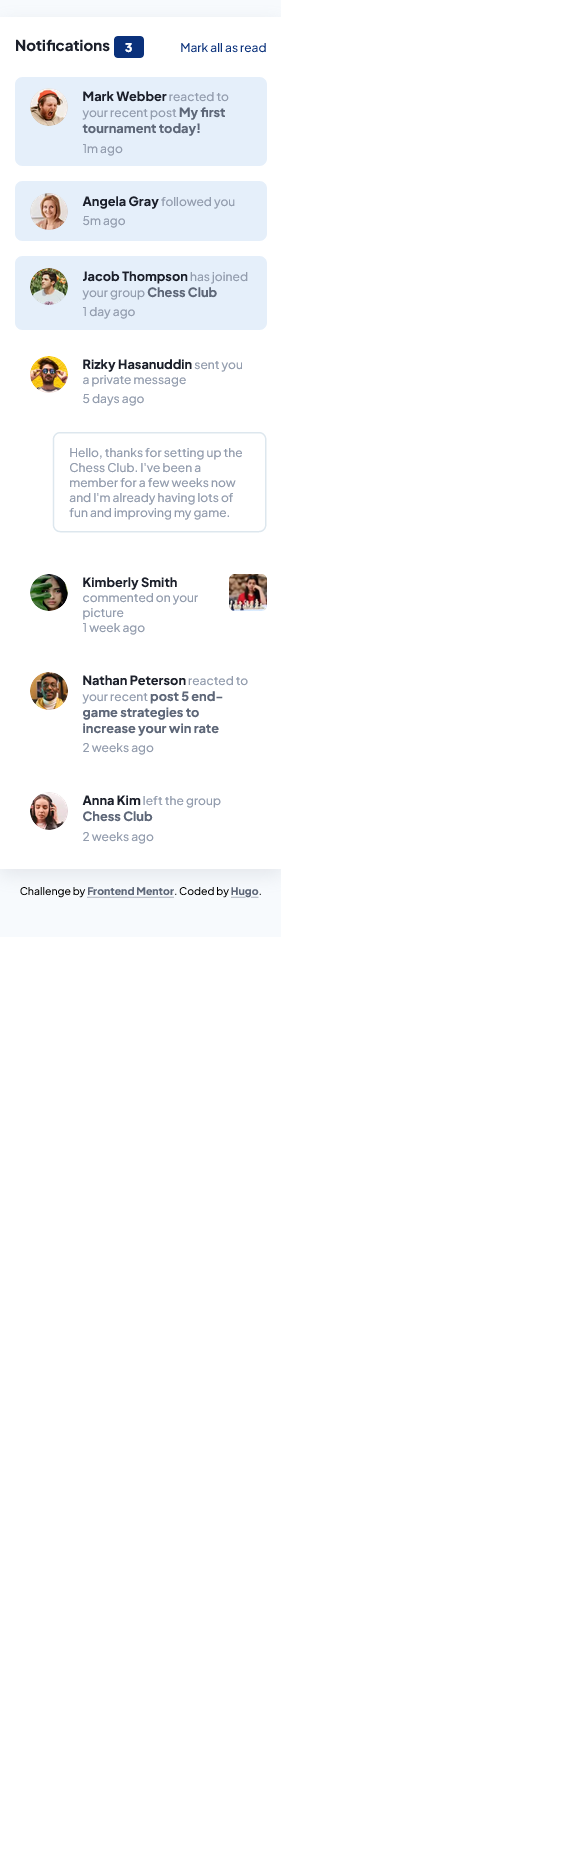 Notifications 3 Mark all as read
Mark Webber reacted to
your recent post My first
tournament today!
1m ago
Angela Gray followed you
5m ago
Jacob Thompson has joined
your group Chess Club
1 day ago
Rizky Hasanuddin sent you
a private message
5 days ago
Hello, thanks for setting up the
Chess Club. I've been a
member for a few weeks now
and I'm already having lots of
fun and improving my game.
Kimberly Smith
commented on your
picture
1 week ago
Nathan Peterson reacted to
your recent post 5 end-
game strategies to
increase your win rate
2 weeks ago
Anna Kim left the group
Chess Club
2 weeks ago
Challenge by Frontend Mentor. Coded by Hugo.